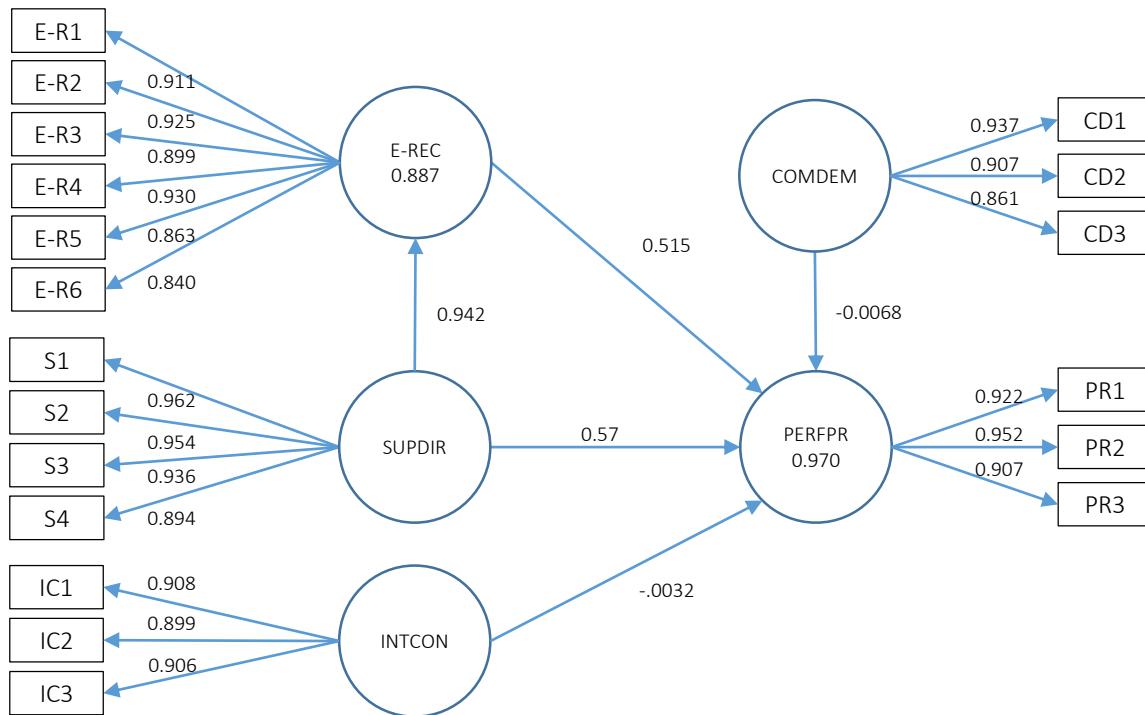 E-R1
E-R2
E-R3
E-R4
E-R5
E-R6
0.911
0.925
0.899
0.930
0.863
0.840
E-REC
0.887
COMDEM
0.937
0.907
0.861
CD1
CD2
CD3
0.515
0.942
-0.0068
S1
S2
S3
S4
0.962
0.954
0.936
0.894
SUPDIR
0.57
PERFPR
0.970
0.922
0.952
0.907
PR1
PR2
PR3
IC1
IC2
IC3
0.908
0.899
0.906
INTCON
-.0032